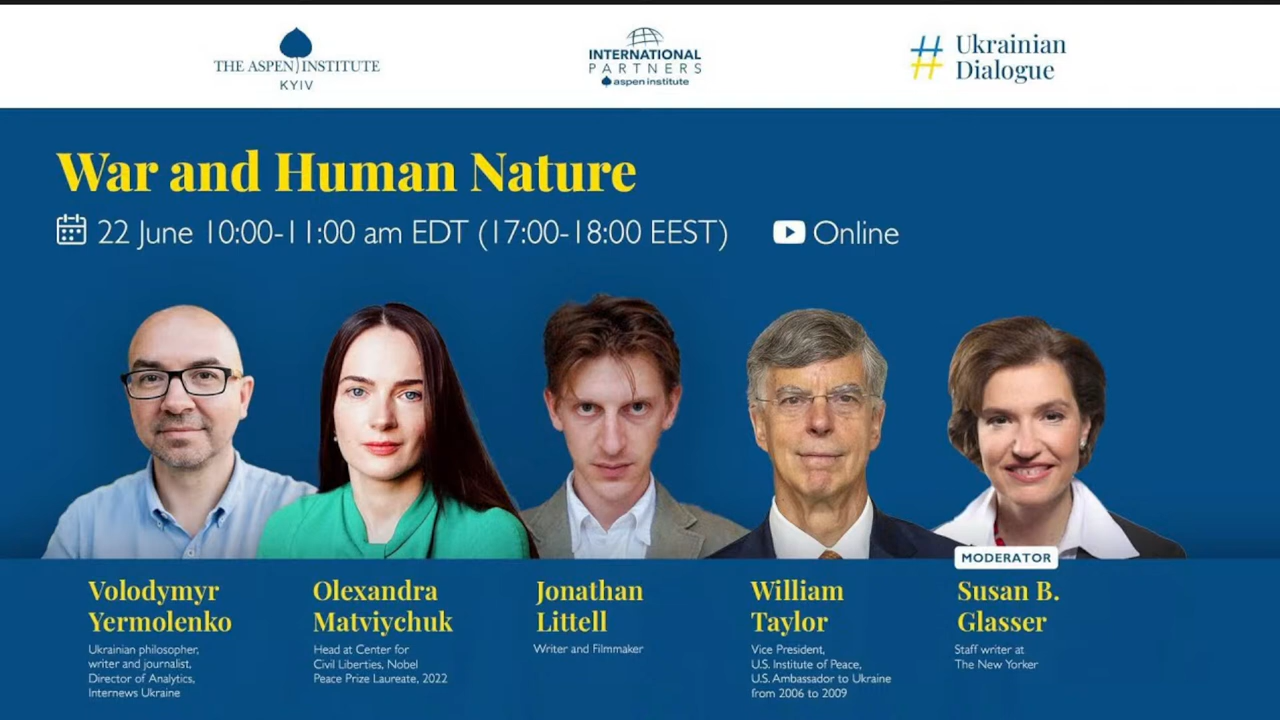 THE ASPEN INSTITUTE
KYIV
INTERNATIONAL
PARTNERS
aspen institute
# Ukrainian
Dialogue
War and Human Nature
22 June 10:00-11:00 am EDT (17:00-18:00 EEST)
Online
MODERATOR
Volodymyr
Yermolenko
Ukrainian philosopher,
writer and journalist,
Director of Analytics,
Internews Ukraine
Olexandra
Matviychuk
Head at Center for
Civil Liberties, Nobel
Peace Prize Laureate, 2022
Jonathan
Littell
Writer and Filmmaker
William
Taylor
Vice President,
U.S. Institute of Peace,
U.S. Ambassador to Ukraine
from 2006 to 2009
Susan B.
Glasser
Staff writer at
The New Yorker